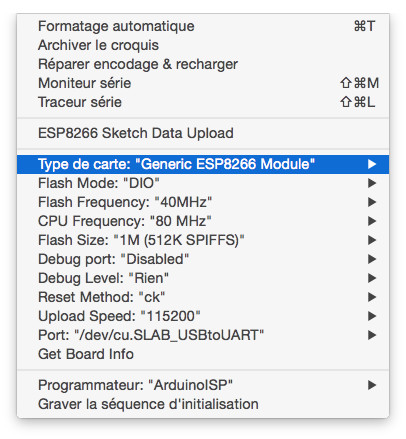 Formatage automatique ⌘T
Archiver le croquis
Réparer encodage & recharger
Moniteur série ⇧⌘M
Traceur série ⇧⌘L
ESP8266 Sketch Data Upload
Type de carte: "Generic ESP8266 Module" ▶
Flash Mode: "DIO" ▶
Flash Frequency: "40MHz" ▶
CPU Frequency: "80 MHz" ▶
Flash Size: "1M (512K SPIFFS)" ▶
Debug port: "Disabled" ▶
Debug Level: "Rien" ▶
Reset Method: "ck" ▶
Upload Speed: "115200" ▶
Port: "/dev/cu.SLAB_USBtoUART" ▶
Get Board Info
Programmateur: "ArduinoISP" ▶
Graver la séquence d'initialisation